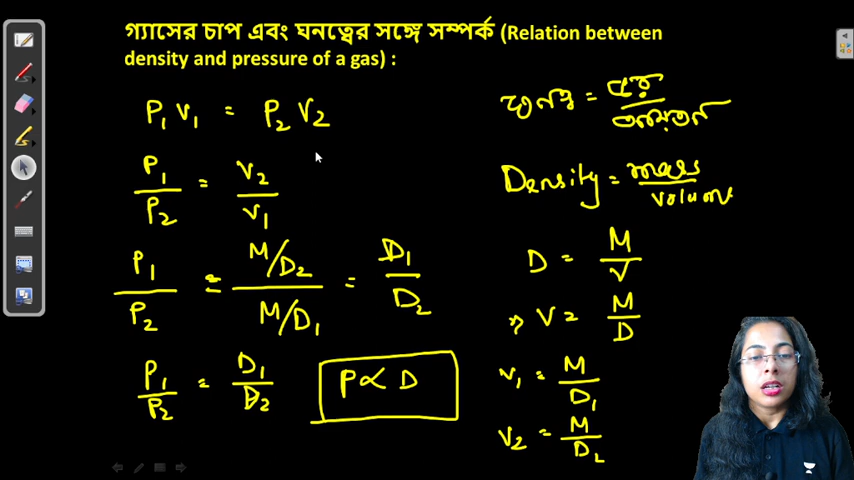 গ্যাসের চাপ এবং ঘনত্বের সঙ্গে সম্পর্ক (Relation between
density and pressure of a gas) :
P₁ V₁ = P₂ V₂
P₁/P₂ = V₂/V₁
P₁/P₂ = (M/D₂)/(M/D₁) = D₁/D₂
P₁/P₂ = D₁/D₂
P ∝ D
ঘনত্ব = ভর/আয়তন
Density = mass/volume
D = M/V
⇒ V = M/D
V₁ = M/D₁
V₂ = M/D₂